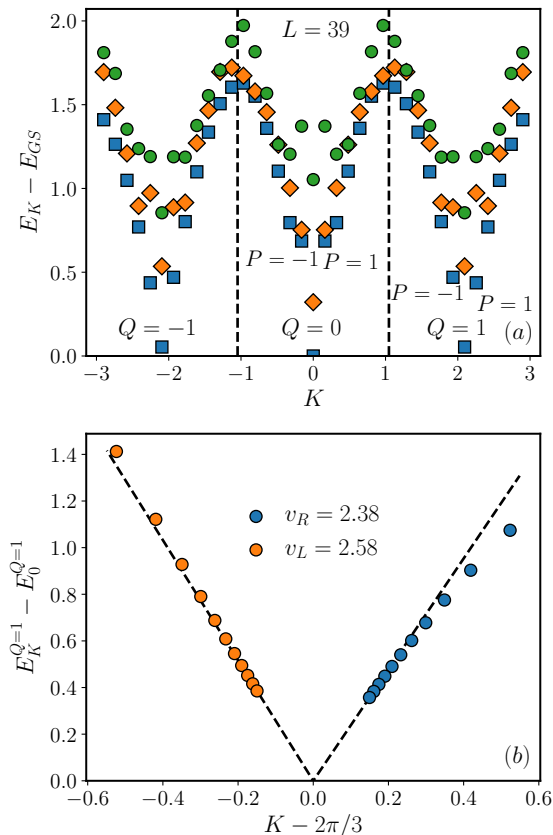 2.0
1.5
1.0
0.5
0.0
E_K − E_{GS}
L = 39
P = −1 P = 1
P = −1
P = 1
Q = −1 Q = 0 Q = 1 (a)
−3 −2 −1 0 1 2 3
K
1.4
1.2
1.0
0.8
0.6
0.4
0.2
0.0
E_K^{Q=1} − E_0^{Q=1}
v_R = 2.38
v_L = 2.58
(b)
−0.6 −0.4 −0.2 0.0 0.2 0.4 0.6
K − 2π/3